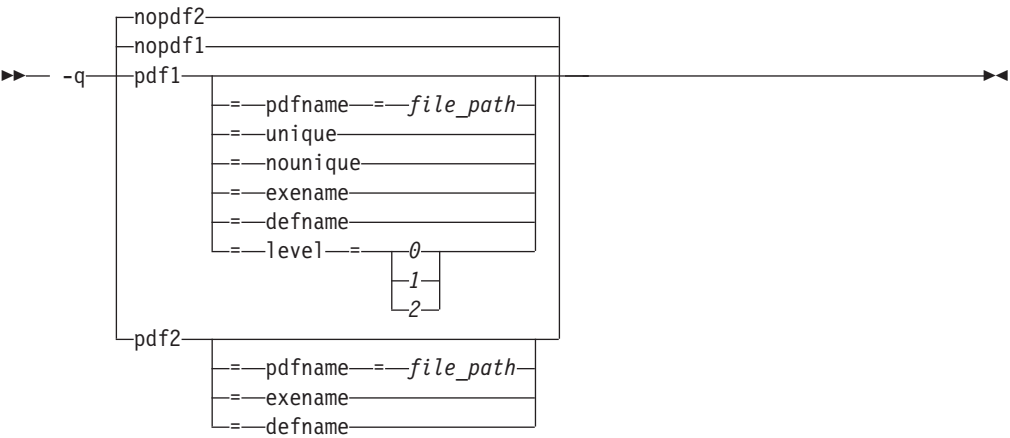 nopdf2
nopdf1
►►── -q──pdf1
=──pdfname──=──file_path
=──unique
=──nounique
=──exename
=──defname
=──level──=──0
1
2
pdf2
=──pdfname──=──file_path
=──exename
=──defname